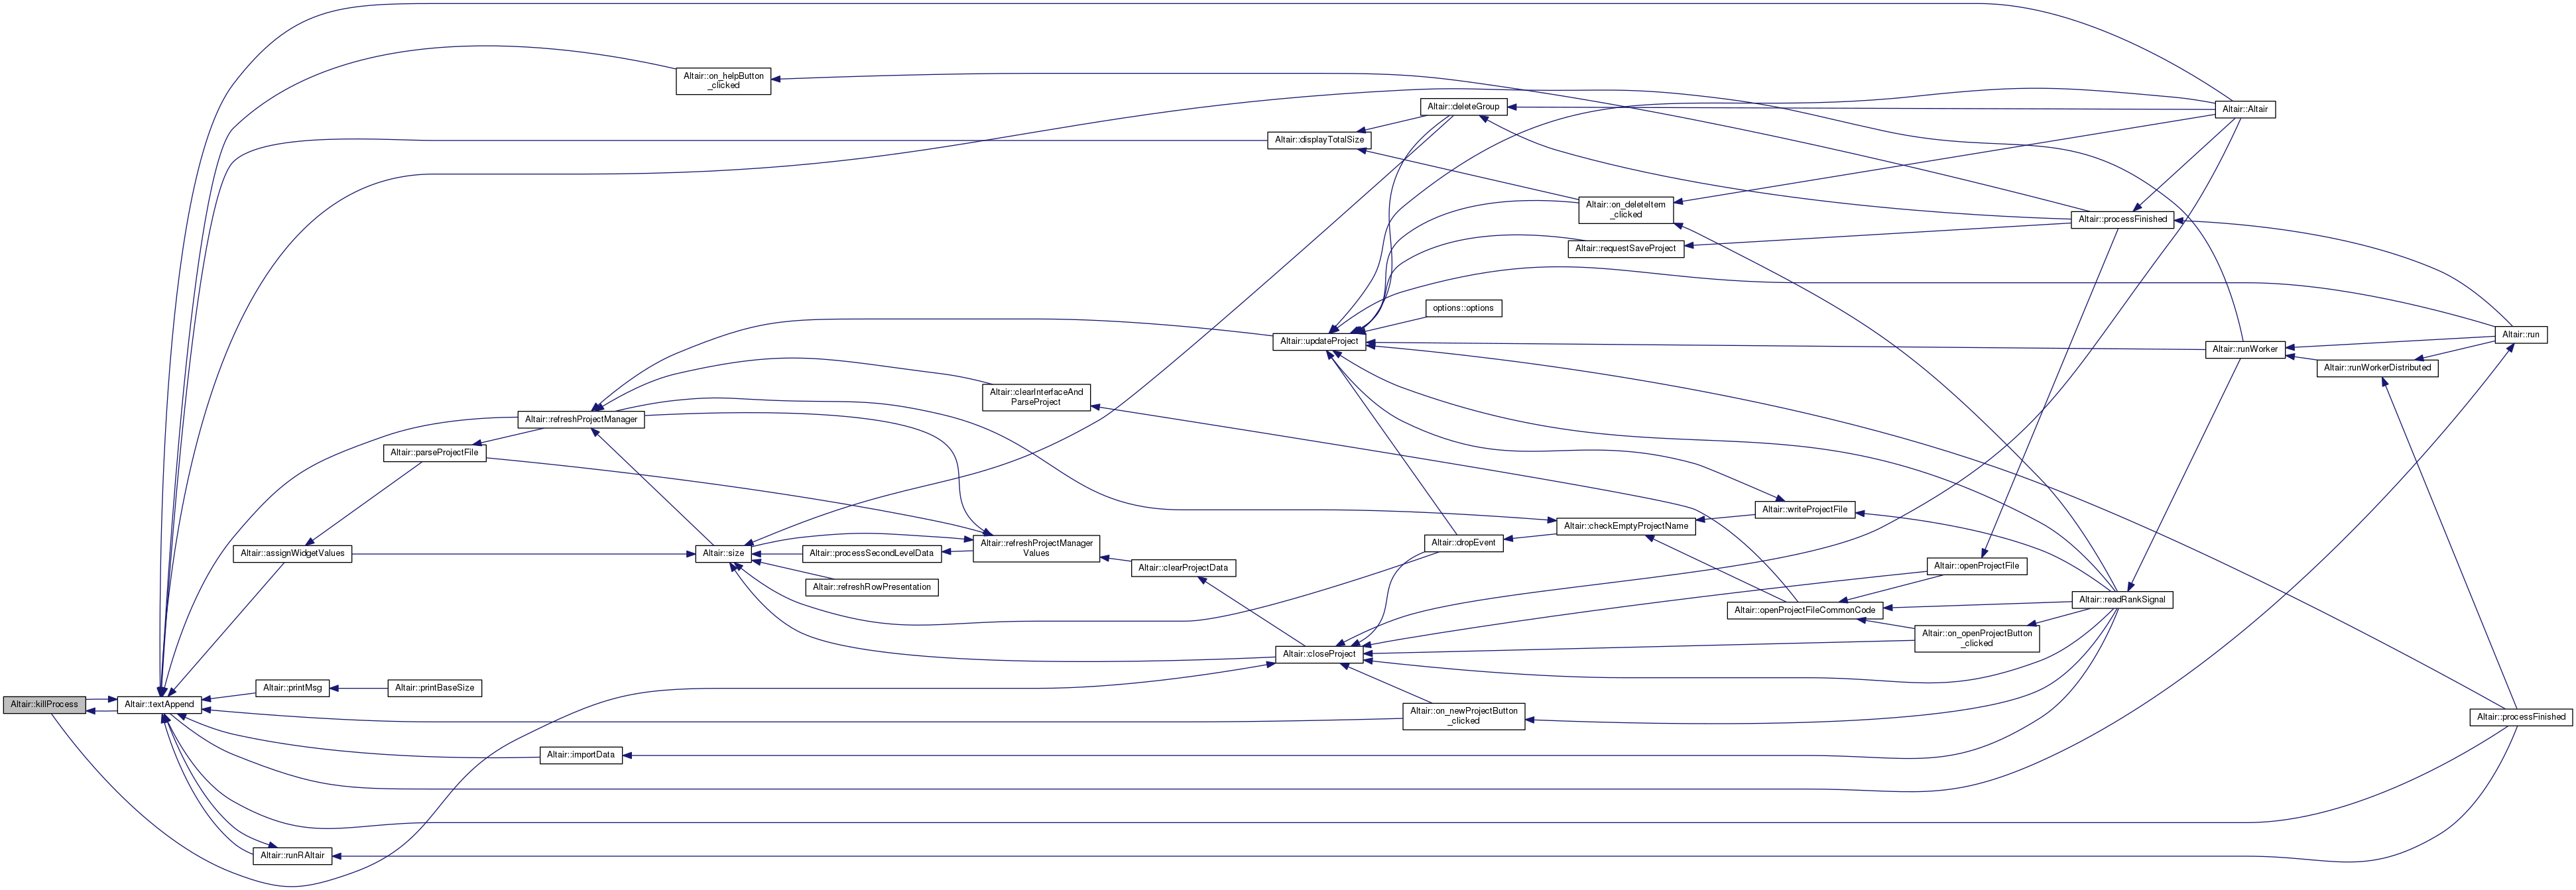 Altair::on_helpButton
_clicked
Altair::deleteGroup
Altair::Altair
Altair::displayTotalSize
Altair::on_deleteItem
_clicked
Altair::processFinished
Altair::requestSaveProject
options::options
Altair::run
Altair::updateProject
Altair::runWorker
Altair::runWorkerDistributed
Altair::clearInterfaceAnd
ParseProject
Altair::refreshProjectManager
Altair::parseProjectFile
Altair::writeProjectFile
Altair::checkEmptyProjectName
Altair::dropEvent
Altair::refreshProjectManager
Values
Altair::assignWidgetValues
Altair::size
Altair::processSecondLevelData
Altair::clearProjectData
Altair::openProjectFile
Altair::refreshRowPresentation
Altair::readRankSignal
Altair::openProjectFileCommonCode
Altair::on_openProjectButton
_clicked
Altair::closeProject
Altair::printMsg
Altair::printBaseSize
Altair::killProcess
Altair::textAppend
Altair::on_newProjectButton
_clicked
Altair::processFinished
Altair::importData
Altair::runRAltair